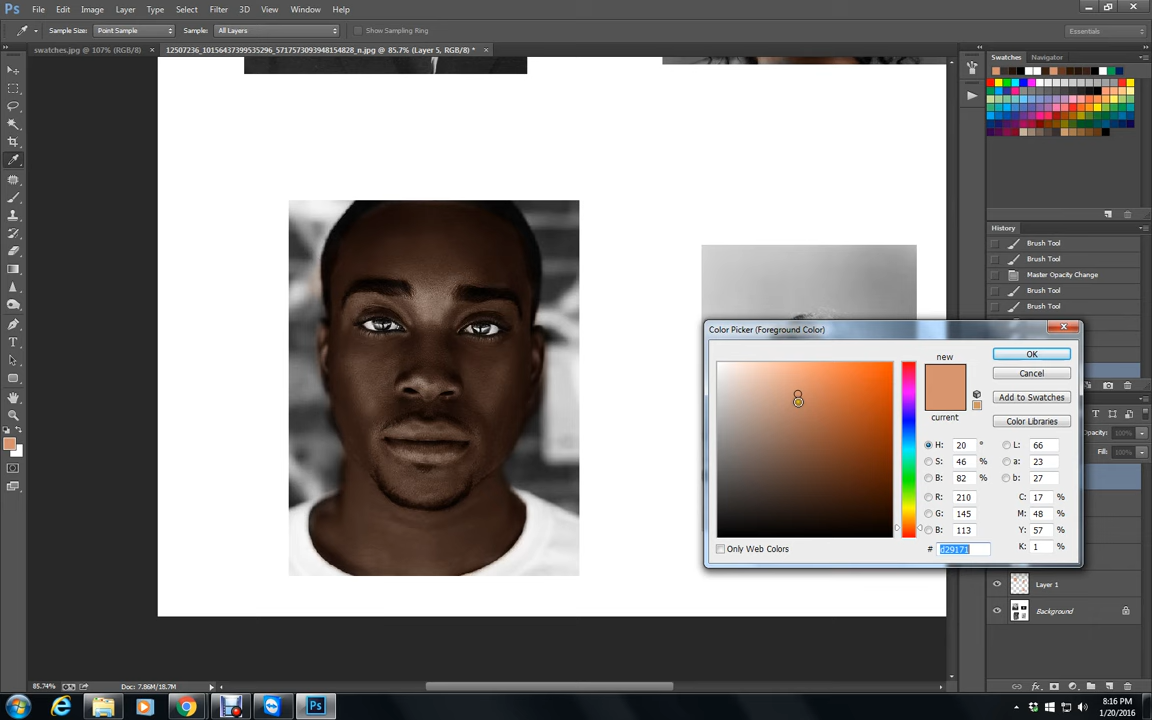 Ps File Edit Image Layer Type Select Filter 3D View Window Help
Sample Size: Point Sample Sample: All Layers Show Sampling Ring Essentials
swatches.jpg @ 107% (RGB/8) × 12507236_10156437399535296_5717573093948154828_n.jpg @ 85.7% (Layer 5, RGB/8) * ×
Swatches Navigator
History
Brush Tool
Brush Tool
Master Opacity Change
Brush Tool
Brush Tool
Color Picker (Foreground Color)
new
current
OK
Cancel
Add to Swatches
Color Libraries
H: 20 ° L: 66
S: 46 % a: 23
B: 82 % b: 27
R: 210 C: 17 %
G: 145 M: 48 %
B: 113 Y: 57 %
# d29171 K: 1 %
Only Web Colors
Opacity: 100%
Fill: 100%
Layer 1
Background
85.74% Doc: 7.86M/18.7M
Ps
8:16 PM
1/20/2016